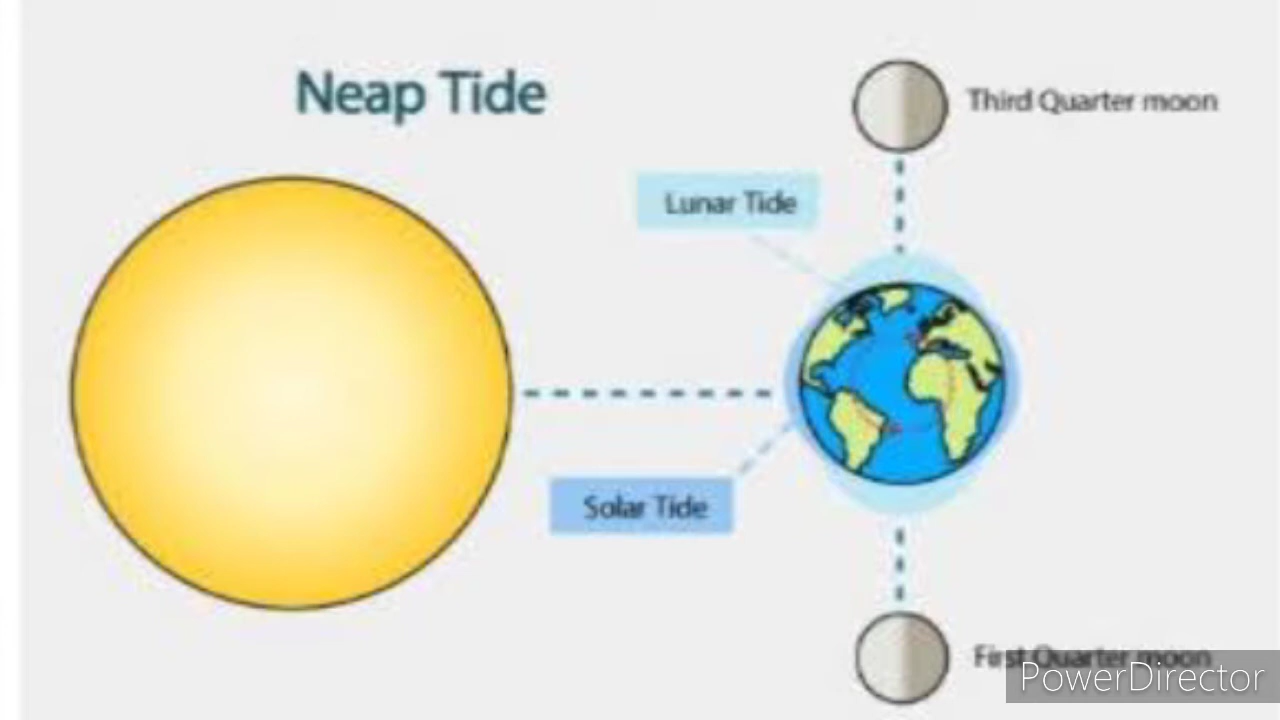 Neap Tide
Third Quarter moon
Lunar Tide
Solar Tide
First Quarter moon
PowerDirector